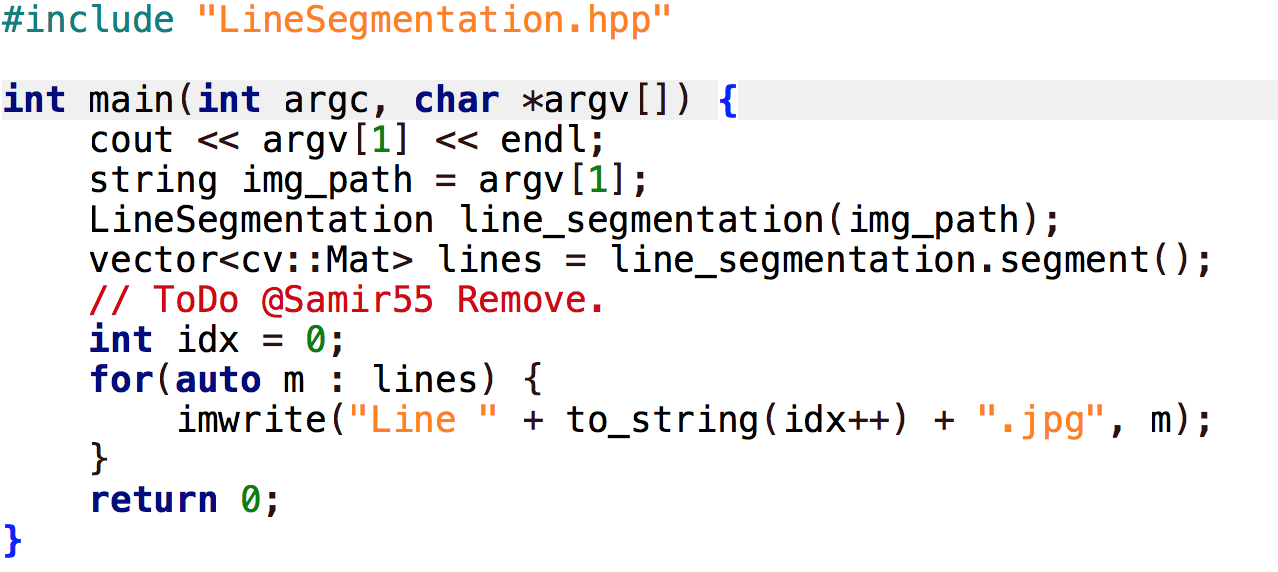 #include "LineSegmentation.hpp"

int main(int argc, char *argv[]) {
    cout << argv[1] << endl;
    string img_path = argv[1];
    LineSegmentation line_segmentation(img_path);
    vector<cv::Mat> lines = line_segmentation.segment();
    // ToDo @Samir55 Remove.
    int idx = 0;
    for(auto m : lines) {
        imwrite("Line " + to_string(idx++) + ".jpg", m);
    }
    return 0;
}